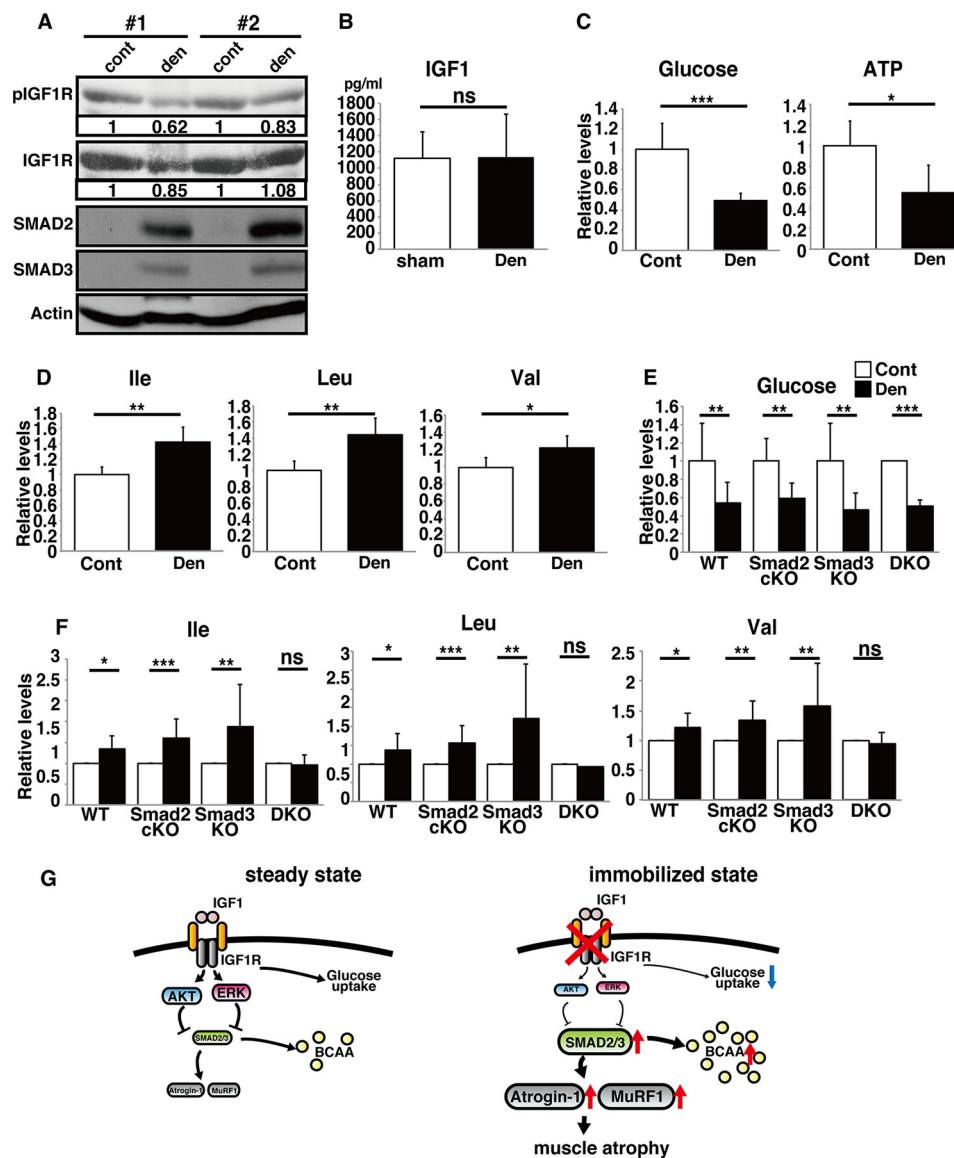 A
#1 #2
cont den cont den
pIGF1R
1 0.62 1 0.83
IGF1R
1 0.85 1 1.08
SMAD2
SMAD3
Actin
B
IGF1
pg/ml
ns
1800
1600
1400
1200
1000
800
600
400
200
0
sham Den
C
Glucose
Relative levels
***
1.4
1.2
1
0.8
0.6
0.4
0.2
0
Cont Den
ATP
*
1.4
1.2
1
0.8
0.6
0.4
0.2
0
Cont Den
D
Ile
Relative levels
**
1.8
1.6
1.4
1.2
1
0.8
0.6
0.4
0.2
0
Cont Den
Leu
**
1.8
1.6
1.4
1.2
1
0.8
0.6
0.4
0.2
0
Cont Den
Val
*
1.8
1.6
1.4
1.2
1
0.8
0.6
0.4
0.2
0
Cont Den
E
Cont
Den
Glucose
Relative levels
** ** ** ***
1.6
1.4
1.2
1
0.8
0.6
0.4
0.2
0
WT Smad2 Smad3 DKO
cKO KO
F
Ile
Relative levels
* *** ** ns
3
2.5
2
1.5
1
0.5
0
WT Smad2 Smad3 DKO
cKO KO
Leu
* *** ** ns
3
2.5
2
1.5
1
0.5
0
WT Smad2 Smad3 DKO
cKO KO
Val
* ** ** ns
2.5
2
1.5
1
0.5
0
WT Smad2 Smad3 DKO
cKO KO
G
steady state
IGF1
IGF1R
Glucose
uptake
AKT ERK
SMAD2/3
BCAA
Atrogin-1 MuRF1
immobilized state
IGF1
IGF1R
Glucose
uptake
AKT ERK
SMAD2/3
BCAA
Atrogin-1 MuRF1
muscle atrophy